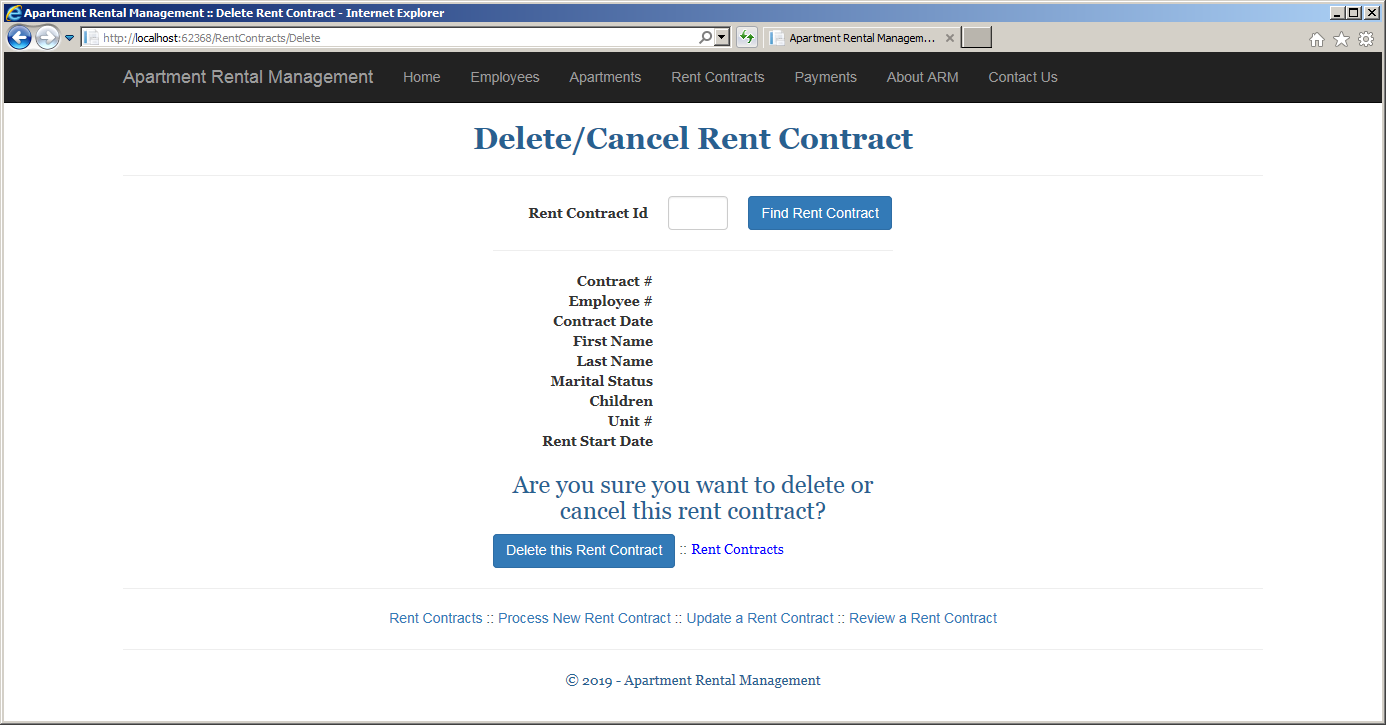 Apartment Rental Management :: Delete Rent Contract - Internet Explorer
http://localhost:62368/RentContracts/Delete
Apartment Rental Managem...
Apartment Rental Management Home Employees Apartments Rent Contracts Payments About ARM Contact Us
Delete/Cancel Rent Contract
Rent Contract Id Find Rent Contract
Contract #
Employee #
Contract Date
First Name
Last Name
Marital Status
Children
Unit #
Rent Start Date
Are you sure you want to delete or
cancel this rent contract?
Delete this Rent Contract :: Rent Contracts
Rent Contracts :: Process New Rent Contract :: Update a Rent Contract :: Review a Rent Contract
© 2019 - Apartment Rental Management